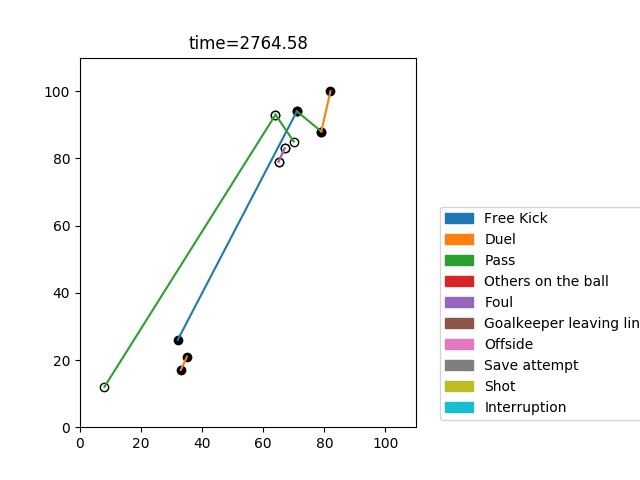 time=2764.58
100
80
60
40
20
0
0 20 40 60 80 100
Free Kick
Duel
Pass
Others on the ball
Foul
Goalkeeper leaving lin
Offside
Save attempt
Shot
Interruption